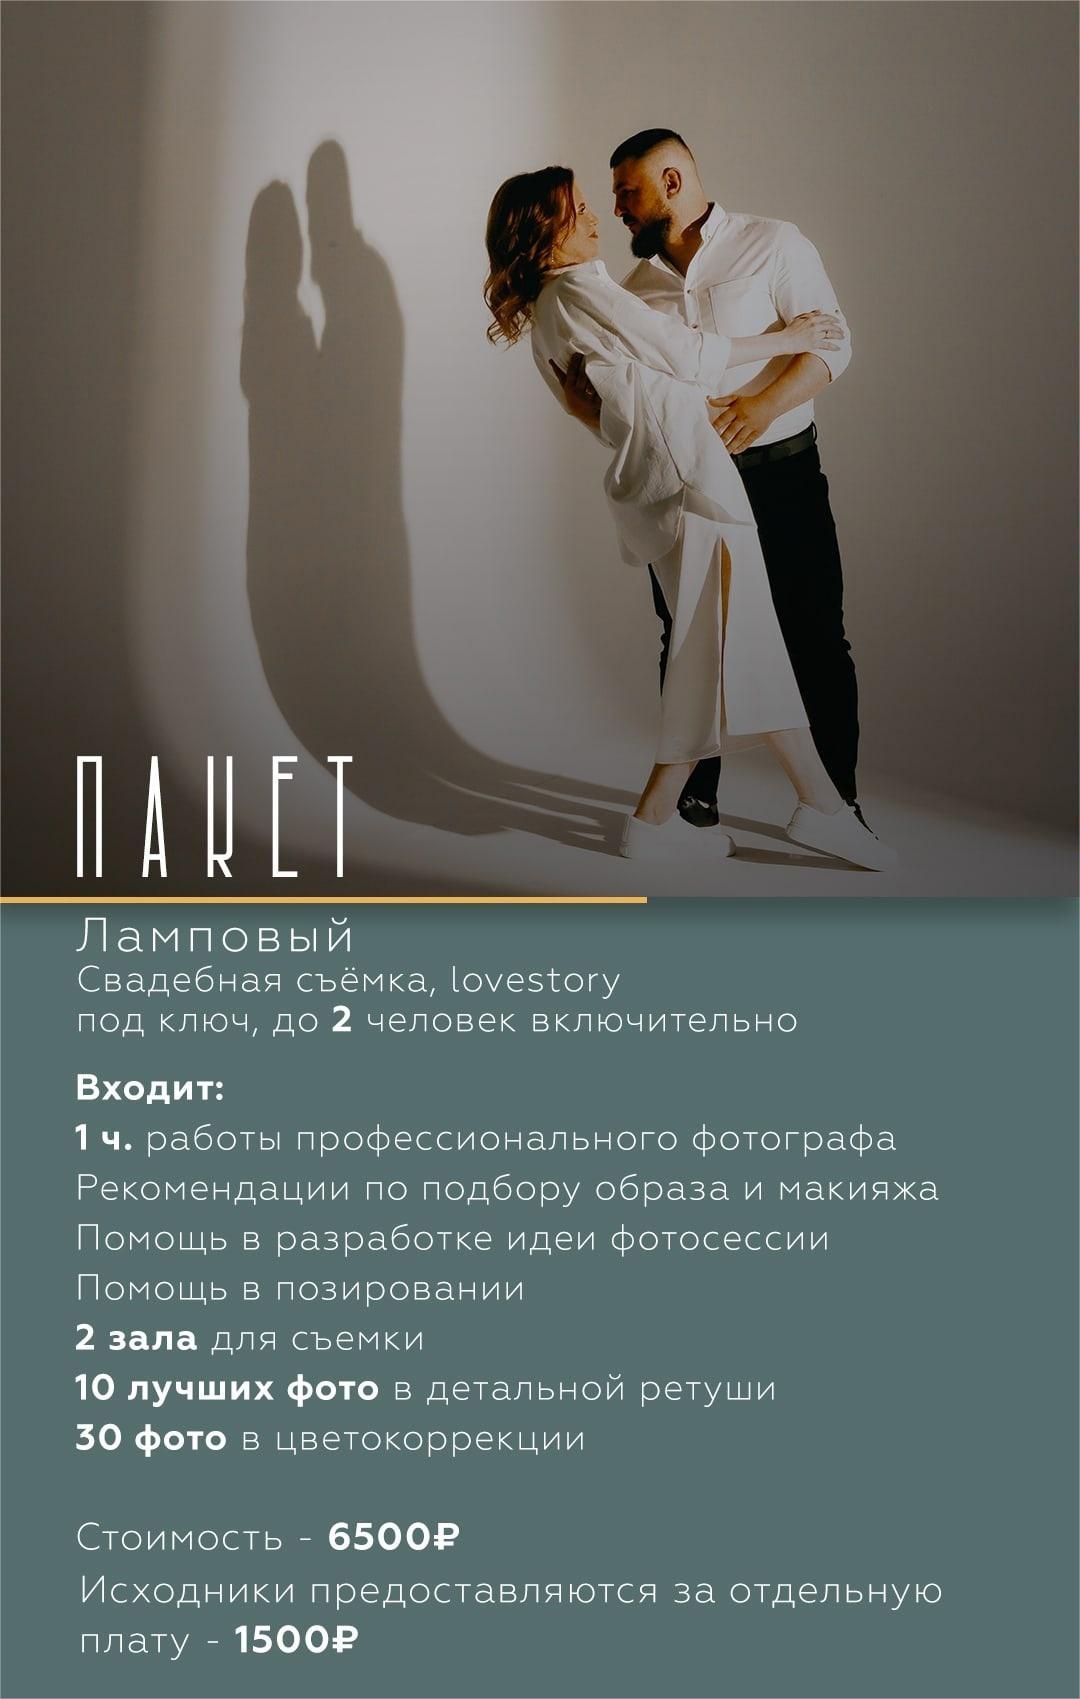 ПАКЕТ
Ламповый
Свадебная съёмка, lovestory
под ключ, до 2 человек включительно
Входит:
1 ч. работы профессионального фотографа
Рекомендации по подбору образа и макияжа
Помощь в разработке идеи фотосессии
Помощь в позировании
2 зала для съемки
10 лучших фото в детальной ретуши
30 фото в цветокоррекции
Стоимость - 6500₽
Исходники предоставляются за отдельную
плату - 1500₽